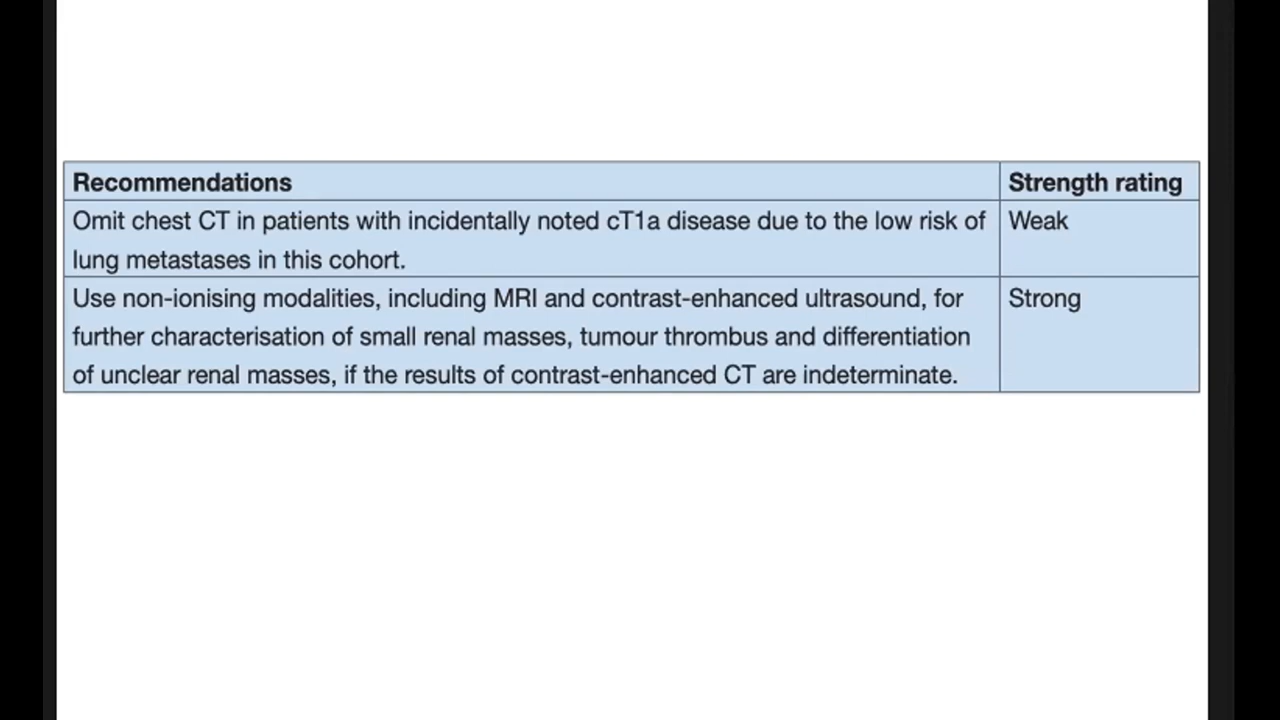 Recommendations
Strength rating
Omit chest CT in patients with incidentally noted cT1a disease due to the low risk of
lung metastases in this cohort.
Weak
Use non-ionising modalities, including MRI and contrast-enhanced ultrasound, for
further characterisation of small renal masses, tumour thrombus and differentiation
of unclear renal masses, if the results of contrast-enhanced CT are indeterminate.
Strong